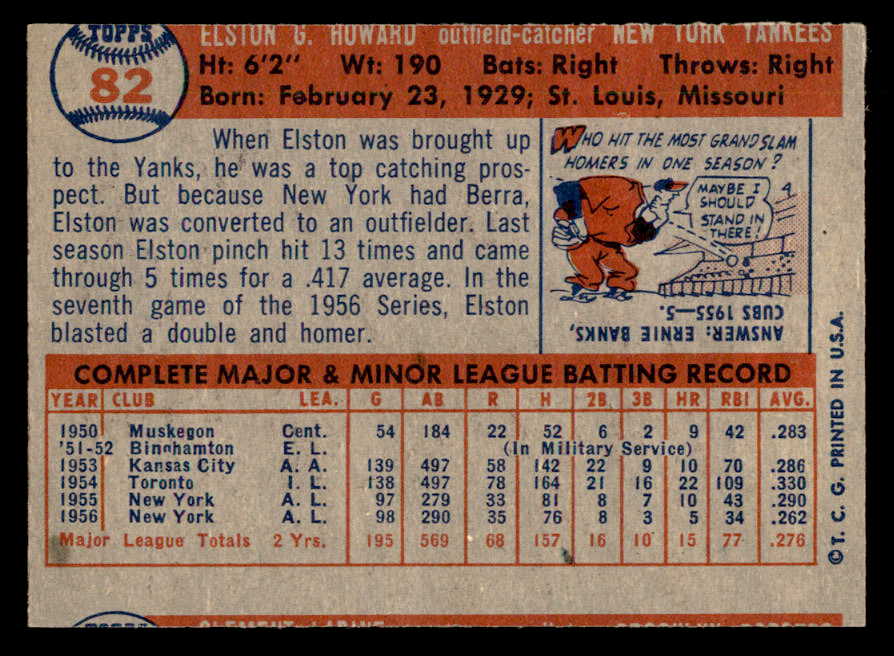 TOPPS
82
ELSTON G. HOWARD outfield-catcher NEW YORK YANKEES
Ht: 6'2" Wt: 190 Bats: Right Throws: Right
Born: February 23, 1929; St. Louis, Missouri
When Elston was brought up
to the Yanks, he was a top catching pros-
pect. But because New York had Berra,
Elston was converted to an outfielder. Last
season Elston pinch hit 13 times and came
through 5 times for a .417 average. In the
seventh game of the 1956 Series, Elston
blasted a double and homer.
WHO HIT THE MOST GRAND SLAM
HOMERS IN ONE SEASON?
MAYBE I
SHOULD
STAND IN
THERE!
ANSWER: ERNIE BANKS,
CUBS 1955—5.
COMPLETE MAJOR & MINOR LEAGUE BATTING RECORD
YEAR CLUB LEA. G AB R H 2B 3B HR RBI AVG.
1950 Muskegon Cent. 54 184 22 52 6 2 9 42 .283
'51-52 Binghamton E. L. (In Military Service)
1953 Kansas City A. A. 139 497 58 142 22 9 10 70 .286
1954 Toronto I. L. 138 497 78 164 21 16 22 109 .330
1955 New York A. L. 97 279 33 81 8 7 10 43 .290
1956 New York A. L. 98 290 35 76 8 3 5 34 .262
Major League Totals 2 Yrs. 195 569 68 157 16 10 15 77 .276
©T. C. G. PRINTED IN U.S.A.